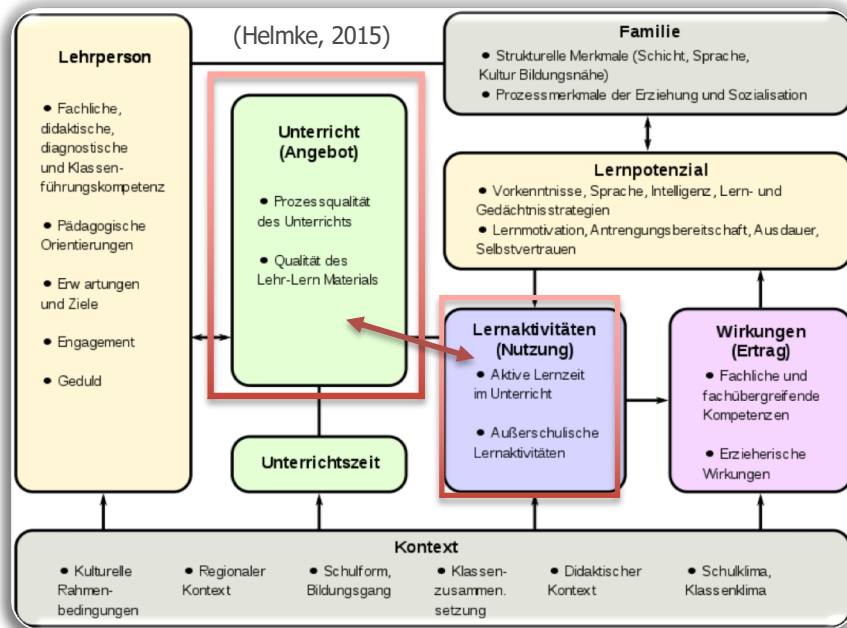 (Helmke, 2015)
Lehrperson
● Fachliche,
didaktische,
diagnostische
und Klassen-
führungskompetenz
● Pädagogische
Orientierungen
● Erwartungen
und Ziele
● Engagement
● Geduld
Unterricht
(Angebot)
● Prozessqualität
des Unterrichts
● Qualität des
Lehr-Lern Materials
Unterrichtszeit
Familie
● Strukturelle Merkmale (Schicht, Sprache,
Kultur Bildungsnähe)
● Prozessmerkmale der Erziehung und Sozialisation
Lernpotenzial
● Vorkenntnisse, Sprache, Intelligenz, Lern- und
Gedächtnisstrategien
● Lernmotivation, Antrengungsbereitschaft, Ausdauer,
Selbstvertrauen
Lernaktivitäten
(Nutzung)
● Aktive Lernzeit
im Unterricht
● Außerschulische
Lernaktivitäten
Wirkungen
(Ertrag)
● Fachliche und
fachübergreifende
Kompetenzen
● Erzieherische
Wirkungen
Kontext
● Kulturelle
Rahmen-
bedingungen
● Regionaler
Kontext
● Schulform,
Bildungsgang
● Klassen-
zusammen.
setzung
● Didaktischer
Kontext
● Schulklima,
Klassenklima